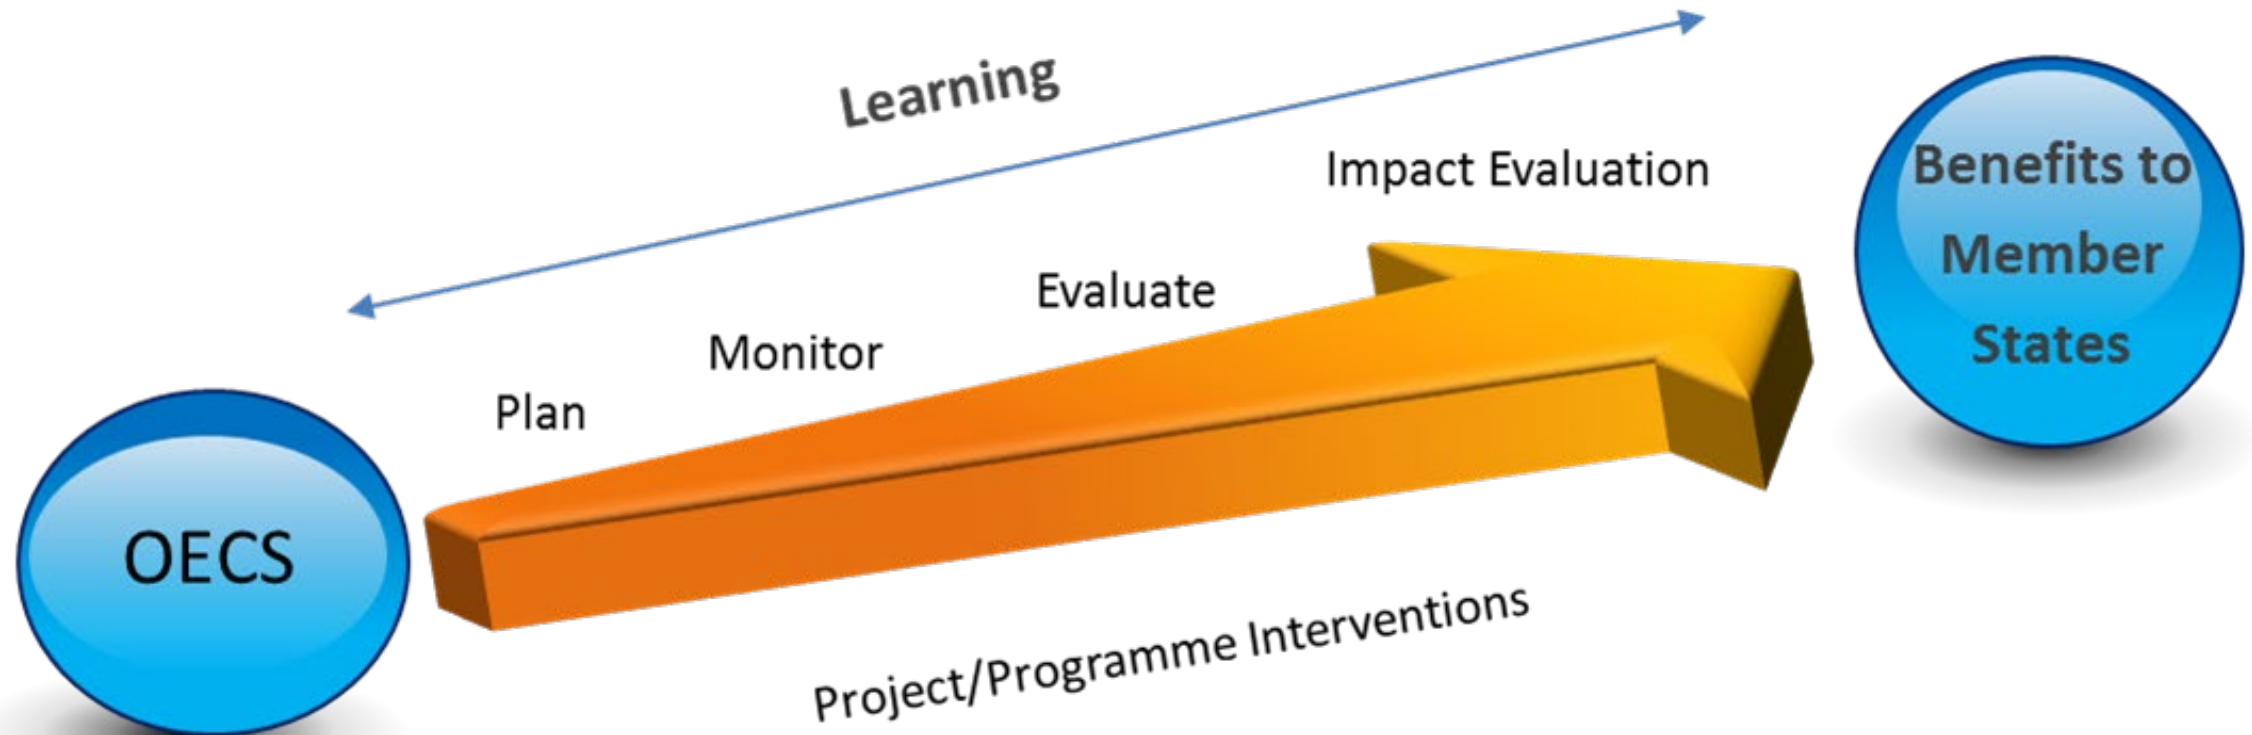 Learning
Impact Evaluation
Evaluate
Monitor
Plan
OECS
Benefits to
Member
States
Project/Programme Interventions